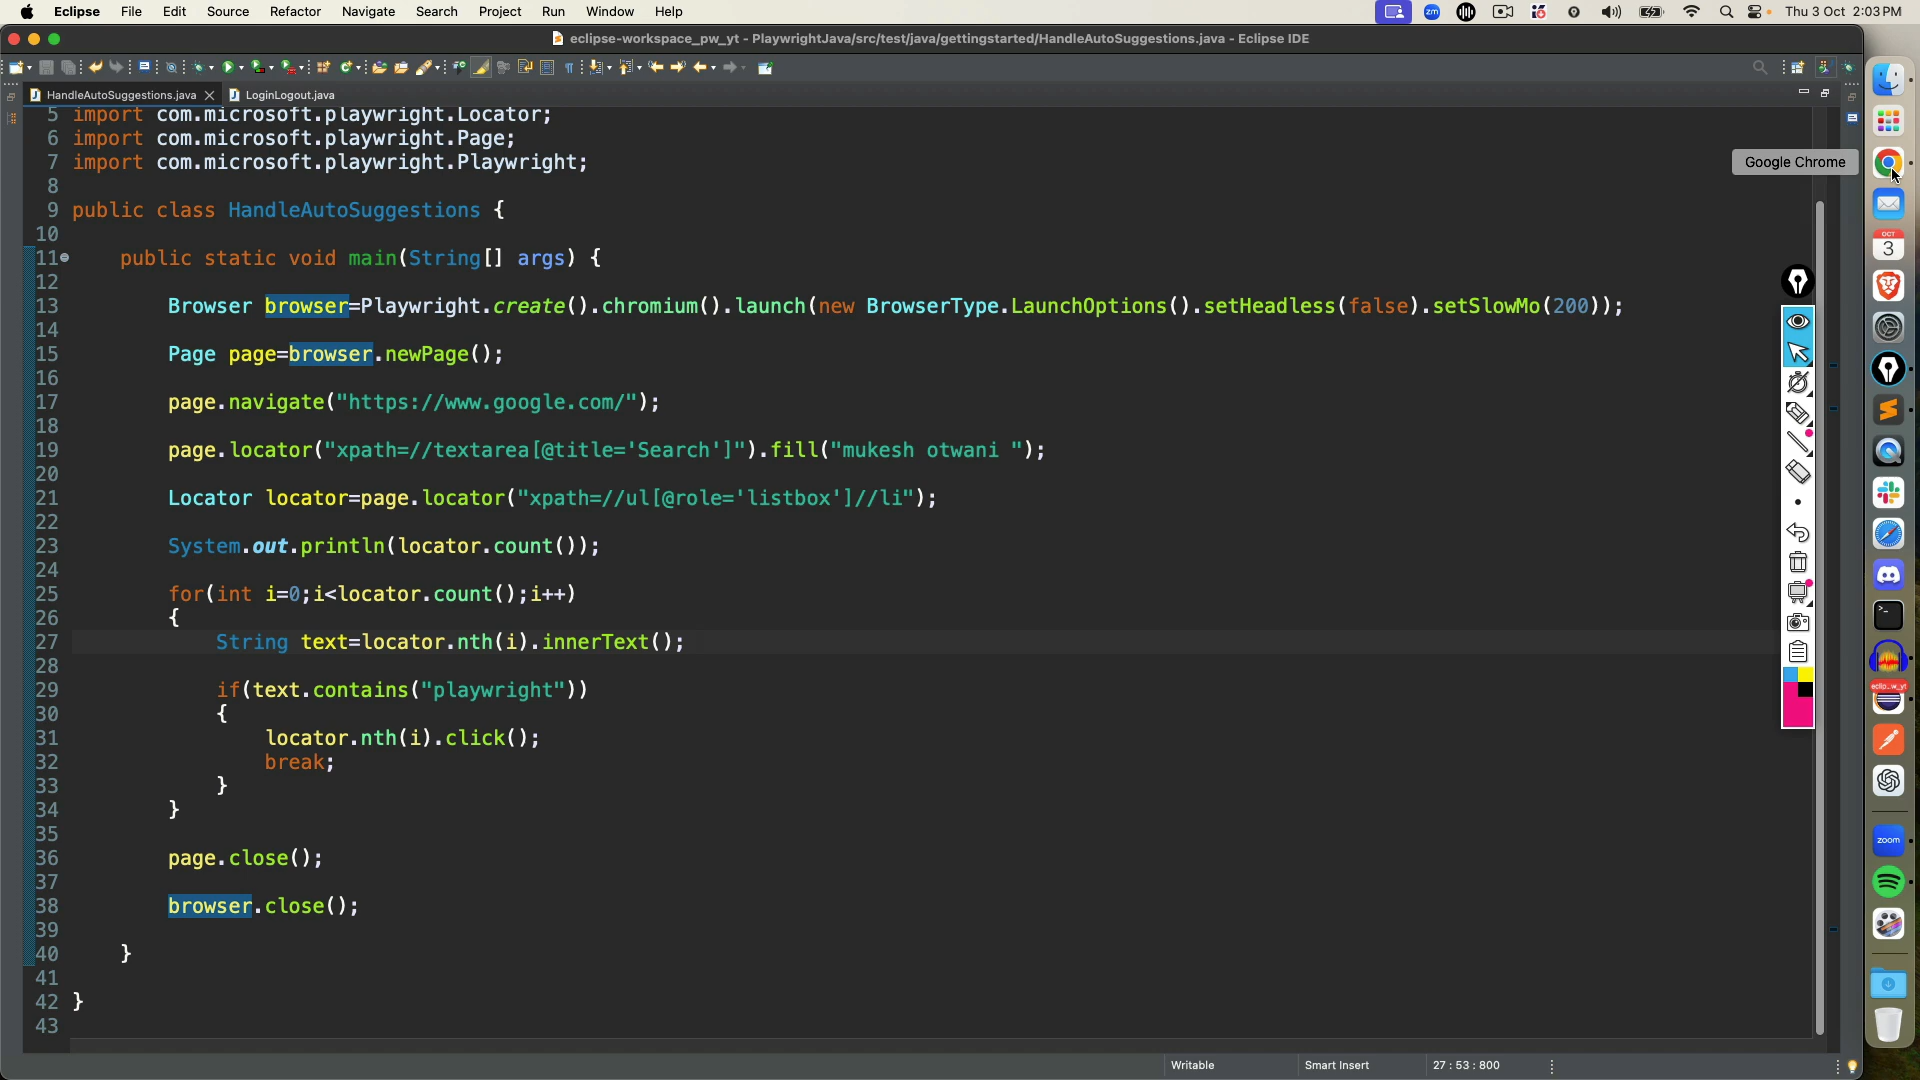 Eclipse File Edit Source Refactor Navigate Search Project Run Window Help zm Thu 3 Oct 2:03 PM
eclipse-workspace_pw_yt - PlaywrightJava/src/test/java/gettingstarted/HandleAutoSuggestions.java - Eclipse IDE
HandleAutoSuggestions.java LoginLogout.java
5 import com.microsoft.playwright.Locator;
6 import com.microsoft.playwright.Page;
7 import com.microsoft.playwright.Playwright;
Google Chrome
8
9 public class HandleAutoSuggestions {
10
OCT
3
11 public static void main(String[] args) {
12
13 Browser browser=Playwright.create().chromium().launch(new BrowserType.LaunchOptions().setHeadless(false).setSlowMo(200));
14
15 Page page=browser.newPage();
16
17 page.navigate("https://www.google.com/");
18
19 page.locator("xpath=//textarea[@title='Search']").fill("mukesh otwani ");
20
21 Locator locator=page.locator("xpath=//ul[@role='listbox']//li");
22
23 System.out.println(locator.count());
24
25 for(int i=0;i<locator.count();i++)
26 {
27 String text=locator.nth(i).innerText();
28
29 if(text.contains("playwright"))
eclip..w_yt
30 {
31 locator.nth(i).click();
32 break;
33 }
34 }
35
zoom
36 page.close();
37
38 browser.close();
39
40 }
41
42 }
43
Writable Smart Insert 27 : 53 : 800